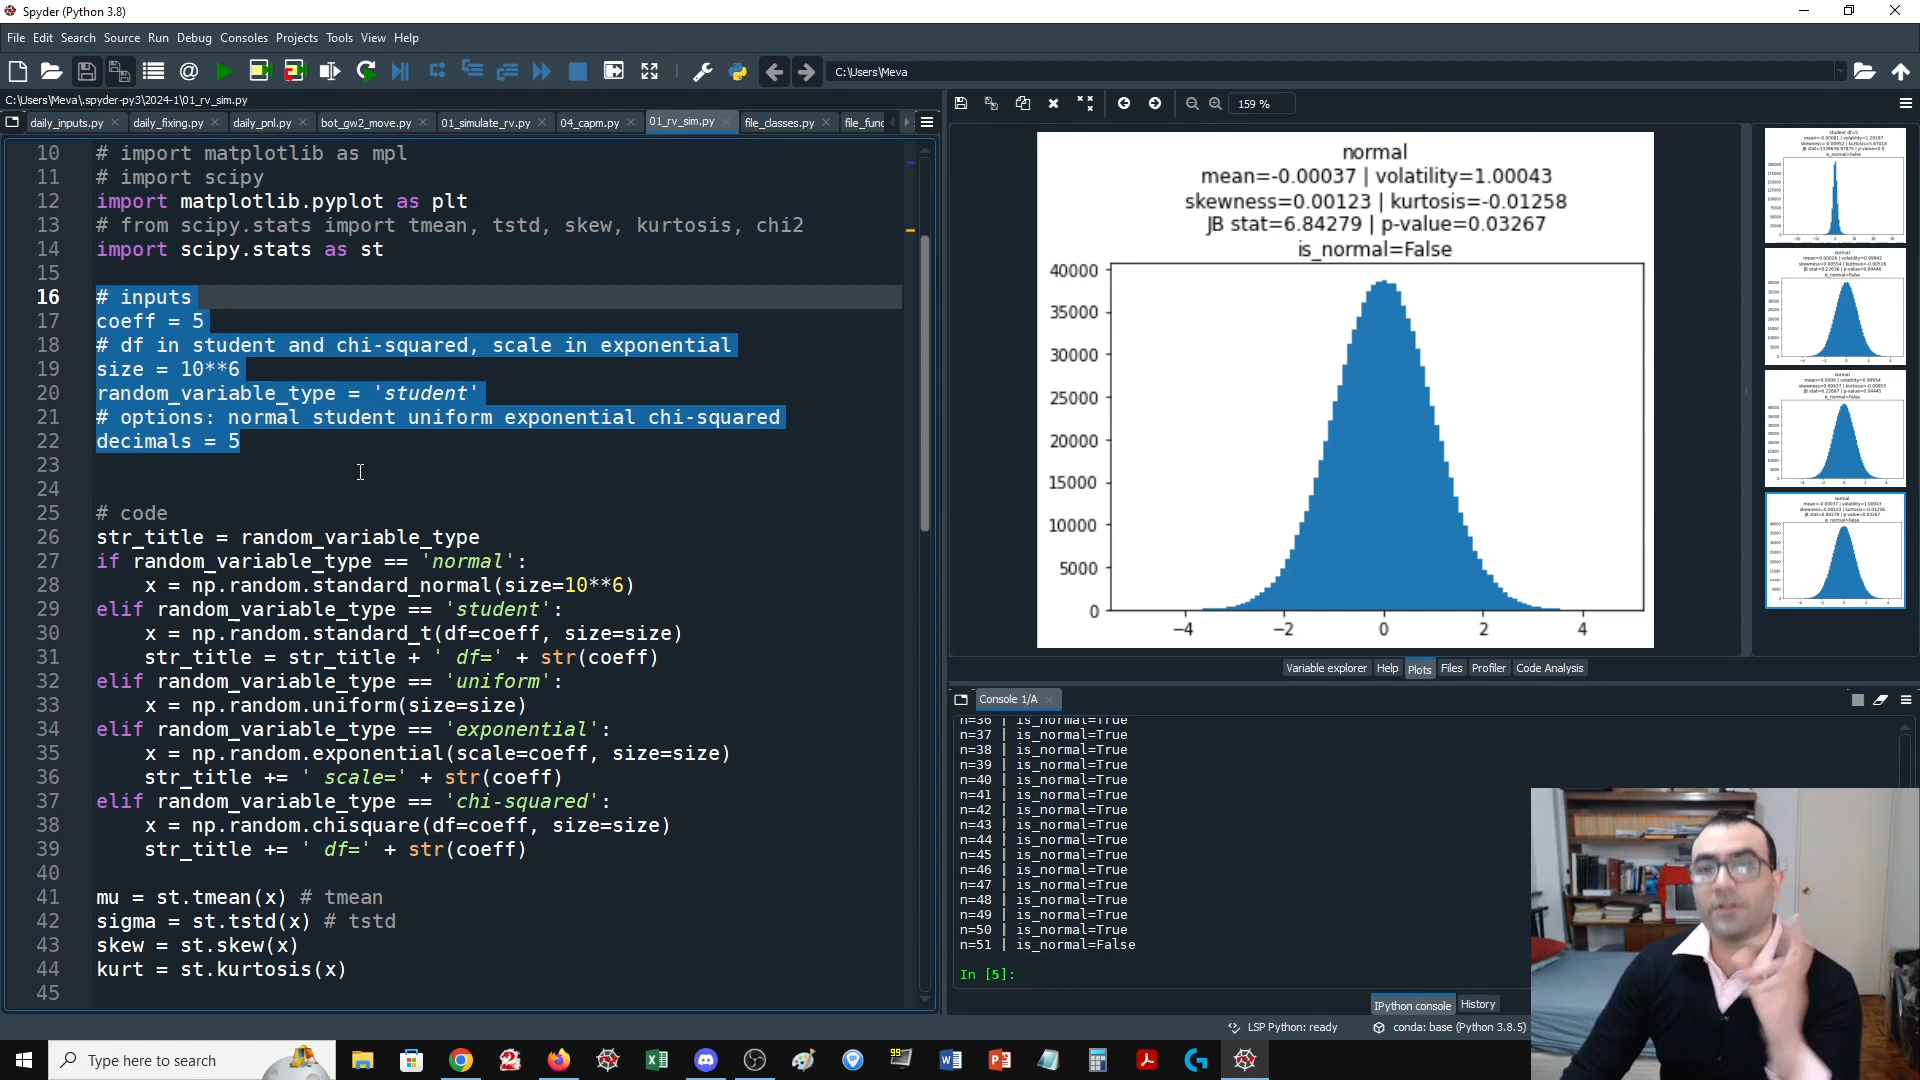 Spyder (Python 3.8)
File Edit Search Source Run Debug Consoles Projects Tools View Help
C:\Users\Meva
C:\Users\Meva\.spyder-py3\2024-1\01_rv_sim.py
daily_inputs.py daily_fixing.py daily_pnl.py bot_gw2_move.py 01_simulate_rv.py 04_capm.py 01_rv_sim.py file_classes.py file_func
159 %
10 # import matplotlib as mpl
11 # import scipy
12 import matplotlib.pyplot as plt
13 # from scipy.stats import tmean, tstd, skew, kurtosis, chi2
14 import scipy.stats as st
15
16 # inputs
17 coeff = 5
18 # df in student and chi-squared, scale in exponential
19 size = 10**6
20 random_variable_type = 'student'
21 # options: normal student uniform exponential chi-squared
22 decimals = 5
23
24
25 # code
26 str_title = random_variable_type
27 if random_variable_type == 'normal':
28 x = np.random.standard_normal(size=10**6)
29 elif random_variable_type == 'student':
30 x = np.random.standard_t(df=coeff, size=size)
31 str_title = str_title + ' df=' + str(coeff)
32 elif random_variable_type == 'uniform':
33 x = np.random.uniform(size=size)
34 elif random_variable_type == 'exponential':
35 x = np.random.exponential(scale=coeff, size=size)
36 str_title += ' scale=' + str(coeff)
37 elif random_variable_type == 'chi-squared':
38 x = np.random.chisquare(df=coeff, size=size)
39 str_title += ' df=' + str(coeff)
40
41 mu = st.tmean(x) # tmean
42 sigma = st.tstd(x) # tstd
43 skew = st.skew(x)
44 kurt = st.kurtosis(x)
45
normal
mean=-0.00037 | volatility=1.00043
skewness=0.00123 | kurtosis=-0.01258
JB stat=6.84279 | p-value=0.03267
is_normal=False
40000
35000
30000
25000
20000
15000
10000
5000
0
−4 −2 0 2 4
Variable explorer Help Plots Files Profiler Code Analysis
Console 1/A
n=36 | is_normal=True
n=37 | is_normal=True
n=38 | is_normal=True
n=39 | is_normal=True
n=40 | is_normal=True
n=41 | is_normal=True
n=42 | is_normal=True
n=43 | is_normal=True
n=44 | is_normal=True
n=45 | is_normal=True
n=46 | is_normal=True
n=47 | is_normal=True
n=48 | is_normal=True
n=49 | is_normal=True
n=50 | is_normal=True
n=51 | is_normal=False
In [5]:
IPython console History
LSP Python: ready conda: base (Python 3.8.5)
Type here to search